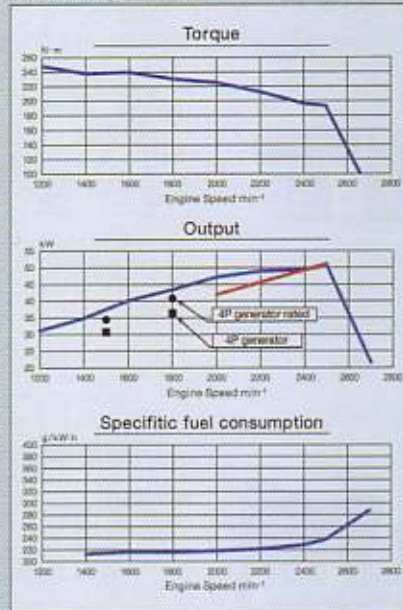 Torque
N·m
260
240
220
200
180
160
140
120
100
1200 1400 1600 1800 2000 2200 2400 2600 2800
Engine Speed min⁻¹
Output
kW
55
50
45
40
35
30
25
20
4P generator rated
4P generator
1200 1400 1600 1800 2000 2200 2400 2600 2800
Engine Speed min⁻¹
Specifitic fuel consumption
g/kW·h
420
400
380
360
340
320
300
280
260
240
220
200
1200 1400 1600 1800 2000 2200 2400 2600 2800
Engine Speed min⁻¹